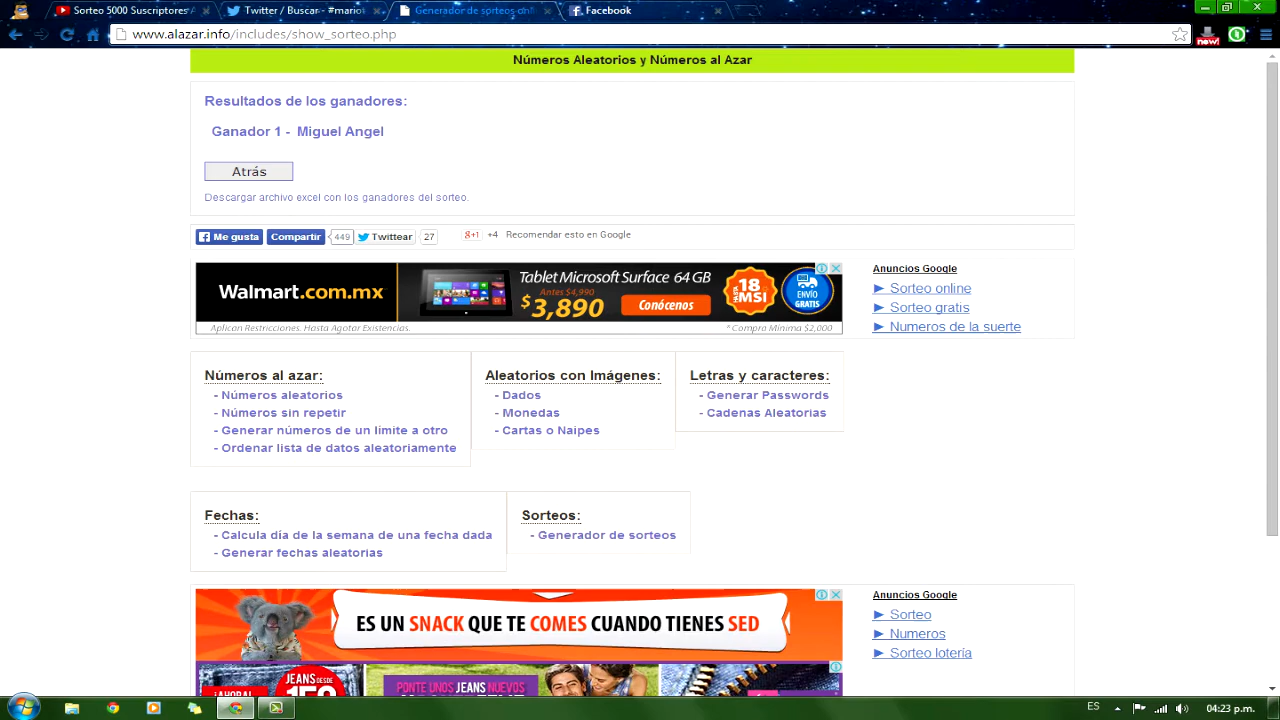 Sorteo 5000 Suscriptores
Twitter / Buscar - #mario
Generador de sorteos onl
Facebook
www.alazar.info/includes/show_sorteo.php
new!
Números Aleatorios y Números al Azar
Resultados de los ganadores:
Ganador 1 - Miguel Angel
Atrás
Descargar archivo excel con los ganadores del sorteo.
Me gusta
Compartir
449
Twittear
27
g+1
+4
Recomendar esto en Google
Walmart.com.mx
Tablet Microsoft Surface 64 GB
Antes $4,990
$3,890
Conócenos
HASTA
18
MSI
ENVÍO
GRATIS
Aplican Restricciones. Hasta Agotar Existencias.
* Compra Mínima $2,000
Anuncios Google
► Sorteo online
► Sorteo gratis
► Numeros de la suerte
Números al azar:
- Números aleatorios
- Números sin repetir
- Generar números de un limite a otro
- Ordenar lista de datos aleatoriamente
Aleatorios con Imágenes:
- Dados
- Monedas
- Cartas o Naipes
Letras y caracteres:
- Generar Passwords
- Cadenas Aleatorias
Fechas:
- Calcula día de la semana de una fecha dada
- Generar fechas aleatorias
Sorteos:
- Generador de sorteos
ES UN SNACK QUE TE COMES CUANDO TIENES SED
Anuncios Google
► Sorteo
► Numeros
► Sorteo lotería
¡AHORA!
JEANS DESDE
159
PONTE UNOS JEANS NUEVOS
ES
04:23 p.m.